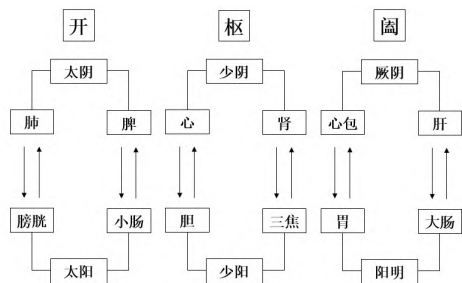 开 枢 阖
太阴 少阴 厥阴
肺 脾 心 肾 心包 肝
膀胱 小肠 胆 三焦 胃 大肠
太阳 少阳 阳明